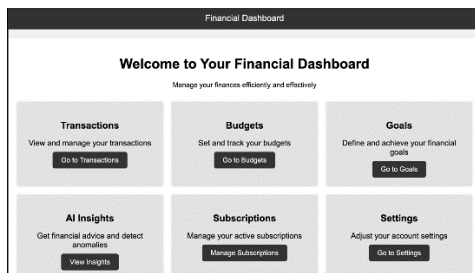 Financial Dashboard
Welcome to Your Financial Dashboard
Manage your finances efficiently and effectively
Transactions
View and manage your transactions
Go to Transactions
Budgets
Set and track your budgets
Go to Budgets
Goals
Define and achieve your financial
goals
Go to Goals
AI Insights
Get financial advice and detect
anomalies
View Insights
Subscriptions
Manage your active subscriptions
Manage Subscriptions
Settings
Adjust your account settings
Go to Settings